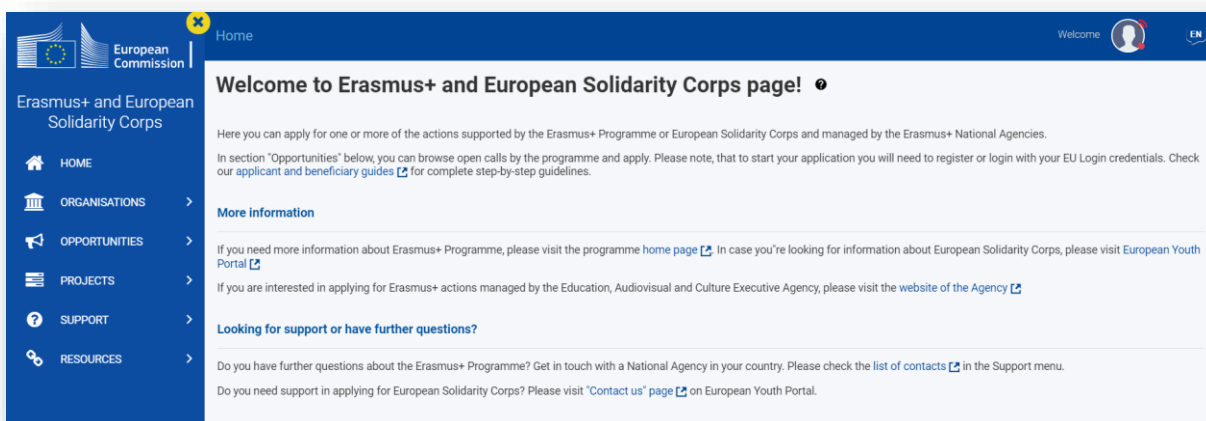 European
Commission
Home
Welcome
EN
Erasmus+ and European
Solidarity Corps
HOME
ORGANISATIONS
OPPORTUNITIES
PROJECTS
SUPPORT
RESOURCES
Welcome to Erasmus+ and European Solidarity Corps page!
Here you can apply for one or more of the actions supported by the Erasmus+ Programme or European Solidarity Corps and managed by the Erasmus+ National Agencies.
In section "Opportunities" below, you can browse open calls by the programme and apply. Please note, that to start your application you will need to register or login with your EU Login credentials. Check
our applicant and beneficiary guides for complete step-by-step guidelines.
More information
If you need more information about Erasmus+ Programme, please visit the programme home page. In case you"re looking for information about European Solidarity Corps, please visit European Youth
Portal
If you are interested in applying for Erasmus+ actions managed by the Education, Audiovisual and Culture Executive Agency, please visit the website of the Agency
Looking for support or have further questions?
Do you have further questions about the Erasmus+ Programme? Get in touch with a National Agency in your country. Please check the list of contacts in the Support menu.
Do you need support in applying for European Solidarity Corps? Please visit "Contact us" page on European Youth Portal.